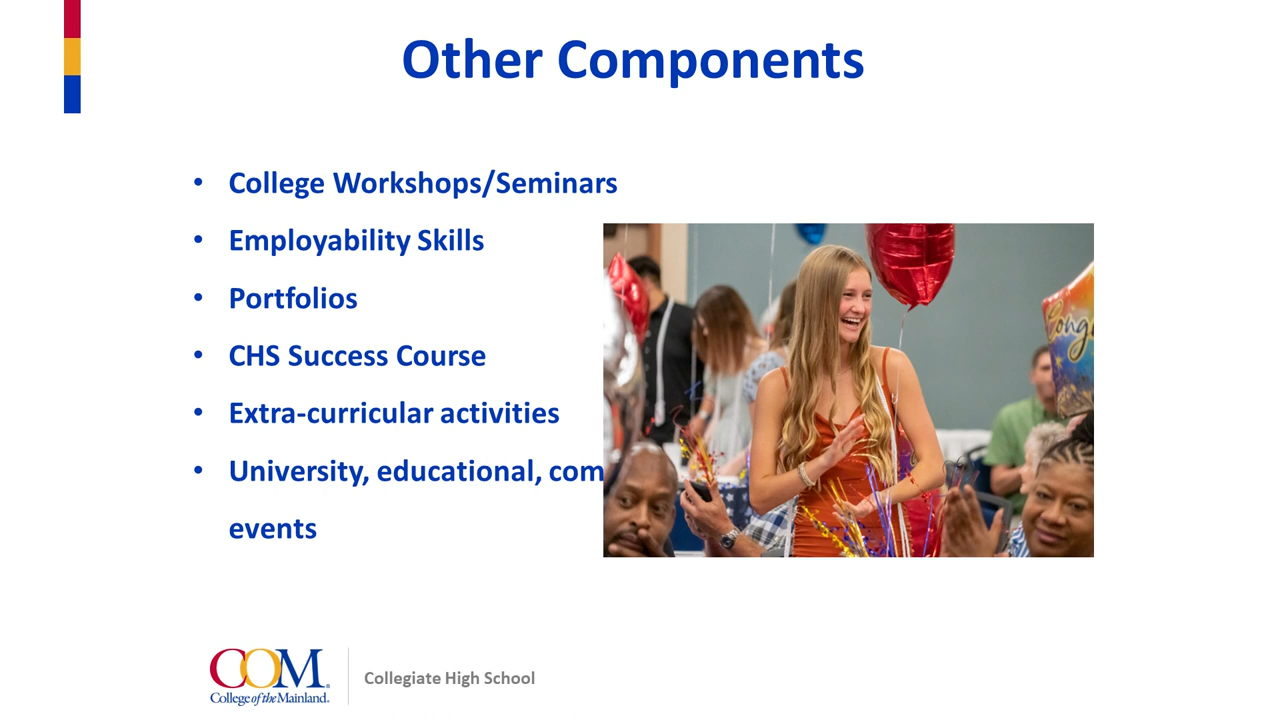 Other Components
• College Workshops/Seminars
• Employability Skills
• Portfolios
• CHS Success Course
• Extra-curricular activities
• University, educational, com
events
Cong
COM
College of the Mainland.
Collegiate High School